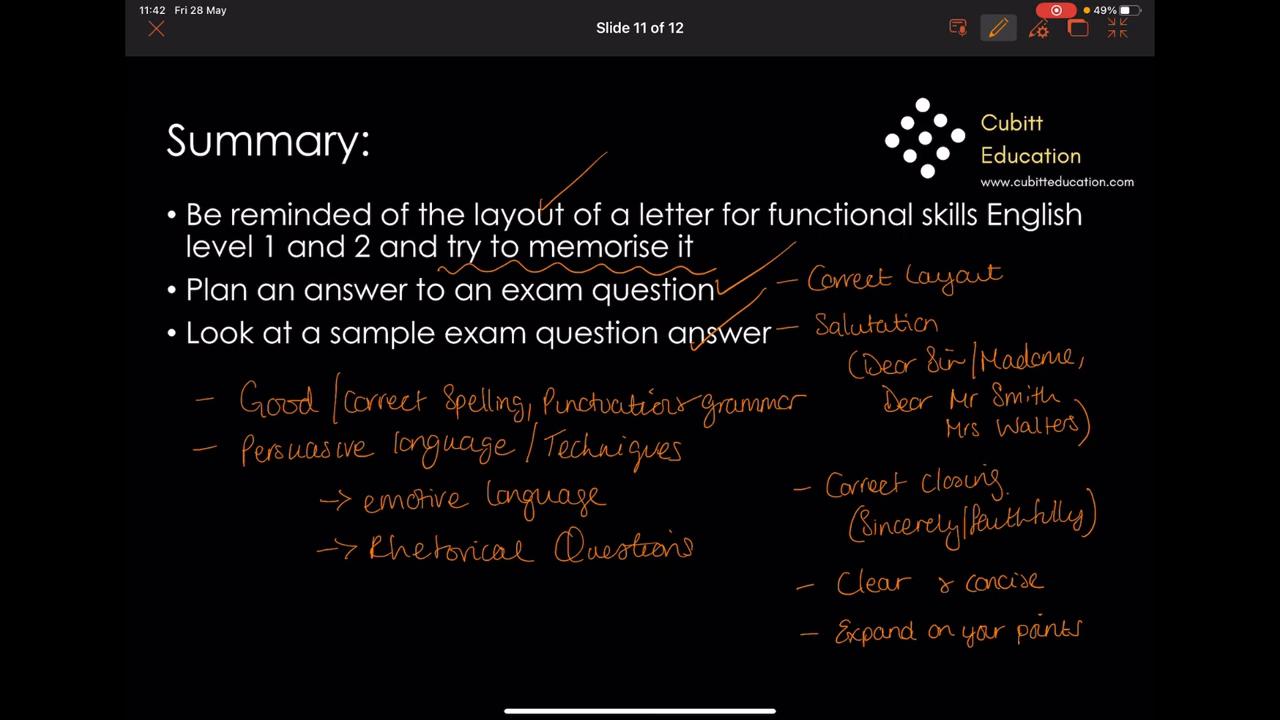 11:42 Fri 28 May
49%
Slide 11 of 12
Summary:
Cubitt
Education
www.cubitteducation.com
• Be reminded of the layout of a letter for functional skills English
level 1 and 2 and try to memorise it
• Plan an answer to an exam question
• Look at a sample exam question answer
- Correct Layout
- Salutation
(Dear Sir/Madame,
Dear Mr Smith
Mrs Walters)
- Correct closing.
(Sincerely/faithfully)
- Clear & concise
- Expand on your points
- Good/Correct Spelling, Punctuation & grammar
- Persuasive language/Techniques
-> emotive language
-> Rhetorical Questions